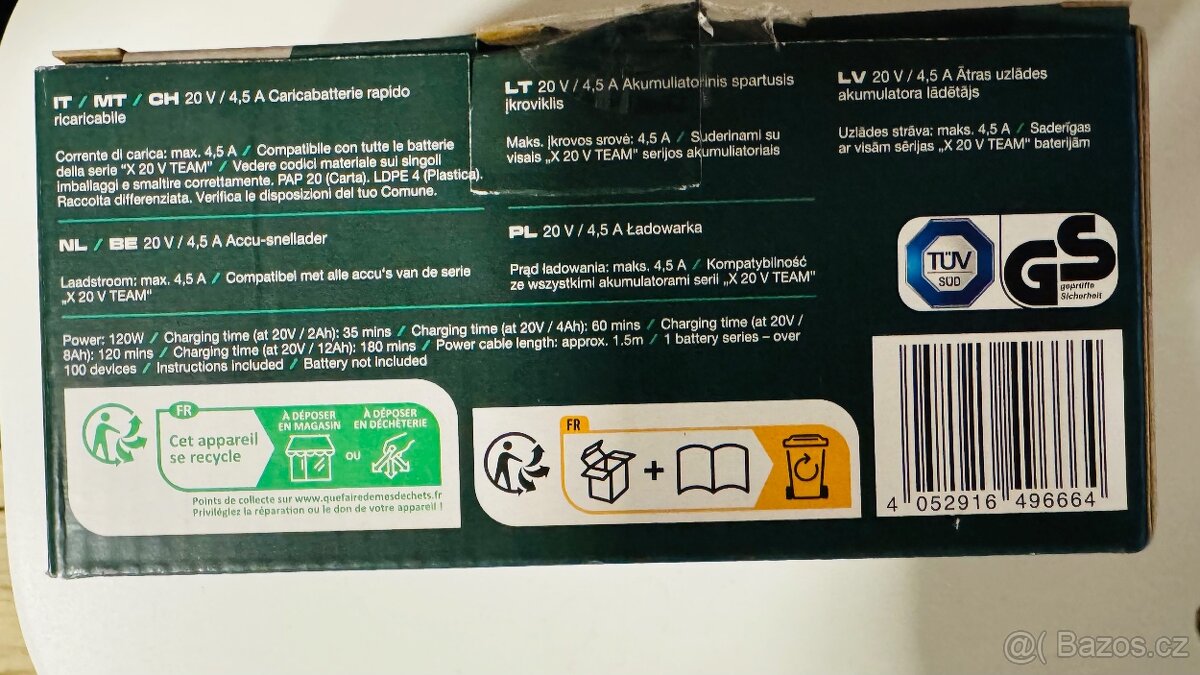 IT / MT / CH 20 V / 4,5 A Caricabatterie rapido
ricaricabile
Corrente di carica: max. 4,5 A / Compatibile con tutte le batterie
della serie "X 20 V TEAM" / Vedere codici materiale sui singoli
imballaggi e smaltire correttamente. PAP 20 (Carta). LDPE 4 (Plastica).
Raccolta differenziata. Verifica le disposizioni del tuo Comune.
LT 20 V / 4,5 A Akumuliatorinis spartusis
įkroviklis
Maks. įkrovos srovė: 4,5 A / Suderinami su
visais „X 20 V TEAM" serijos akumuliatoriais
LV 20 V / 4,5 A Ātras uzlādes
akumulatora lādētājs
Uzlādes strāva: maks. 4,5 A / Saderīgas
ar visām sērijas „X 20 V TEAM" baterijām
NL / BE 20 V / 4,5 A Accu-snellader
Laadstroom: max. 4,5 A / Compatibel met alle accu's van de serie
„X 20 V TEAM"
PL 20 V / 4,5 A Ładowarka
Prąd ładowania: maks. 4,5 A / Kompatybilność
ze wszystkimi akumulatorami serii „X 20 V TEAM"
Power: 120W / Charging time (at 20V / 2Ah): 35 mins / Charging time (at 20V / 4Ah): 60 mins / Charging time (at 20V /
8Ah): 120 mins / Charging time (at 20V / 12Ah): 180 mins / Power cable length: approx. 1.5m / 1 battery series – over
100 devices / Instructions included / Battery not included
TÜV
SÜD
GS
geprüfte
Sicherheit
FR
Cet appareil
se recycle
À DÉPOSER
EN MAGASIN
OU
À DÉPOSER
EN DÉCHÈTERIE
Points de collecte sur www.quefairedemesdechets.fr
Privilégiez la réparation ou le don de votre appareil !
FR
+
4 052916 496664
@( Bazos.cz